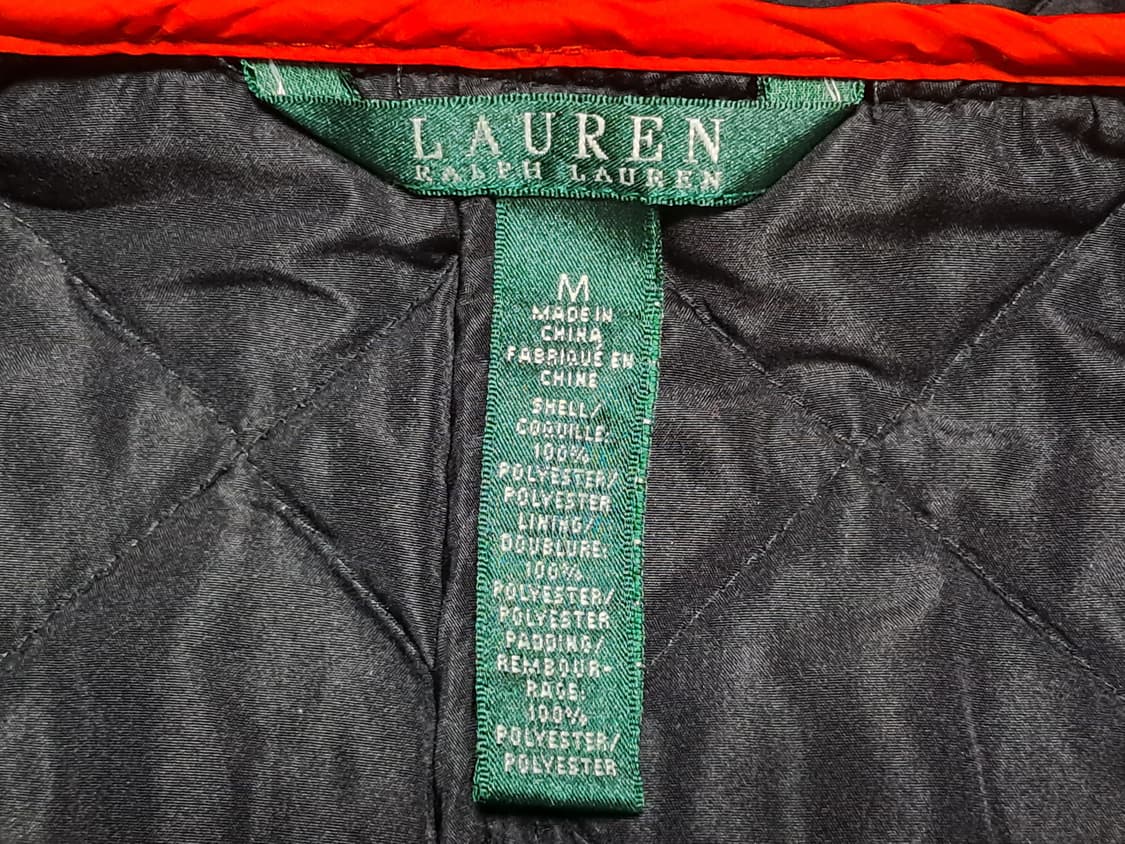 LAUREN
RALPH LAUREN
M
MADE IN
CHINA
FABRIQUÉ EN
CHINE
SHELL/
COQUILLE:
100%
POLYESTER/
POLYESTER
LINING/
DOUBLURE:
100%
POLYESTER/
POLYESTER
PADDING/
REMBOUR-
RAGE:
100%
POLYESTER/
POLYESTER